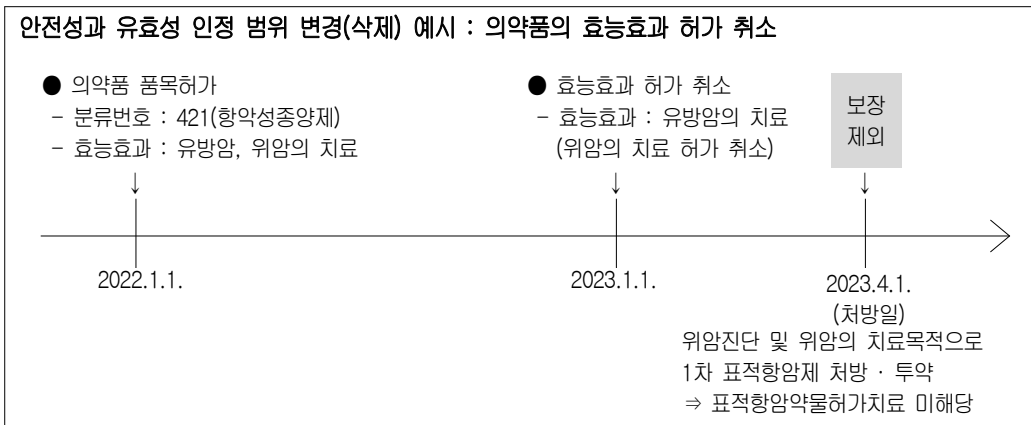 안전성과 유효성 인정 범위 변경(삭제) 예시 : 의약품의 효능효과 허가 취소
● 의약품 품목허가
- 분류번호 : 421(항악성종양제)
- 효능효과 : 유방암, 위암의 치료
↓
2022.1.1.
● 효능효과 허가 취소
- 효능효과 : 유방암의 치료
(위암의 치료 허가 취소)
↓
2023.1.1.
보장
제외
↓
2023.4.1.
(처방일)
위암진단 및 위암의 치료목적으로
1차 표적항암제 처방 · 투약
⇒ 표적항암약물허가치료 미해당